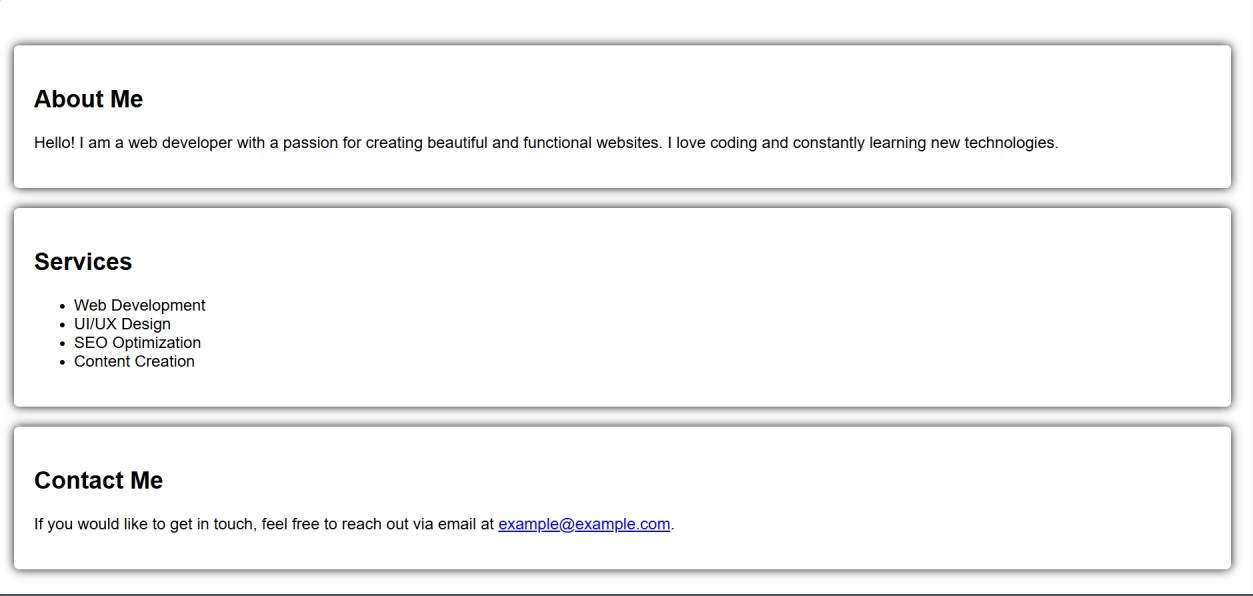 About Me
Hello! I am a web developer with a passion for creating beautiful and functional websites. I love coding and constantly learning new technologies.
Services
• Web Development
• UI/UX Design
• SEO Optimization
• Content Creation
Contact Me
If you would like to get in touch, feel free to reach out via email at example@example.com.